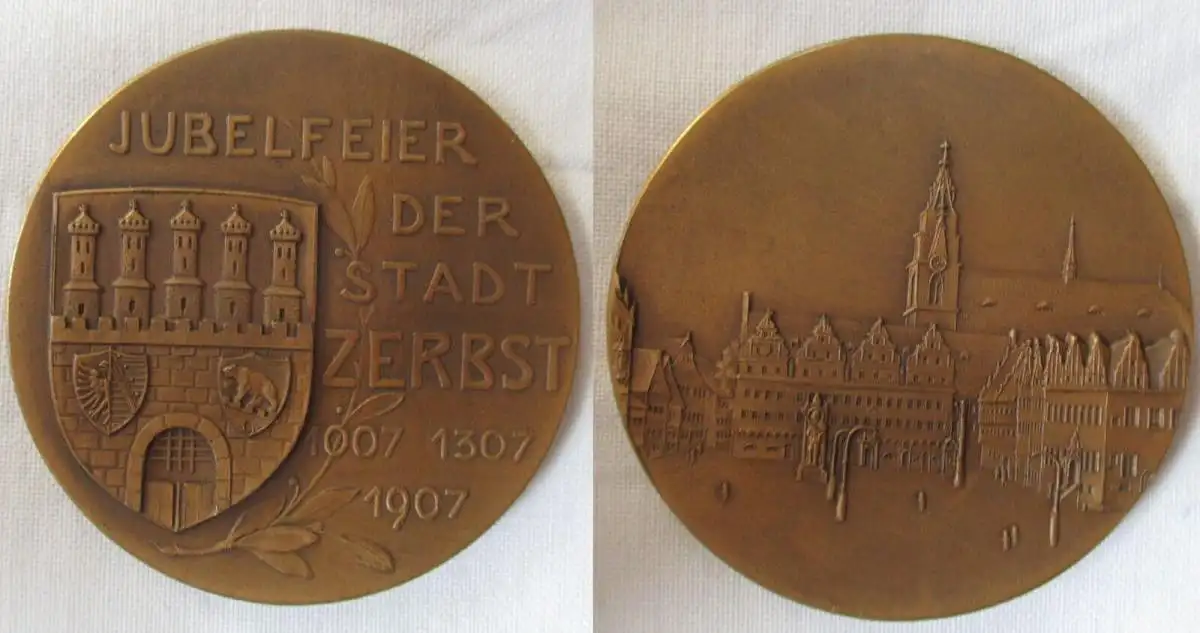 JUBELFEIER
DER
STADT
ZERBST
1007 1307
1907